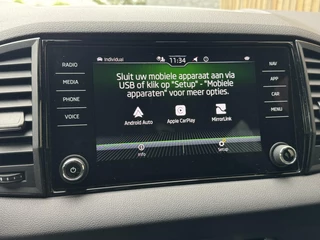 Individual
11:34
RADIO
MEDIA
PHONE
VOICE
NAV
APP
CAR
MENU
Sluit uw mobiele apparaat aan via
USB of klik op "Setup" - "Mobiele
apparaten" voor meer opties.
Android Auto
Apple CarPlay
MirrorLink
Info
Setup